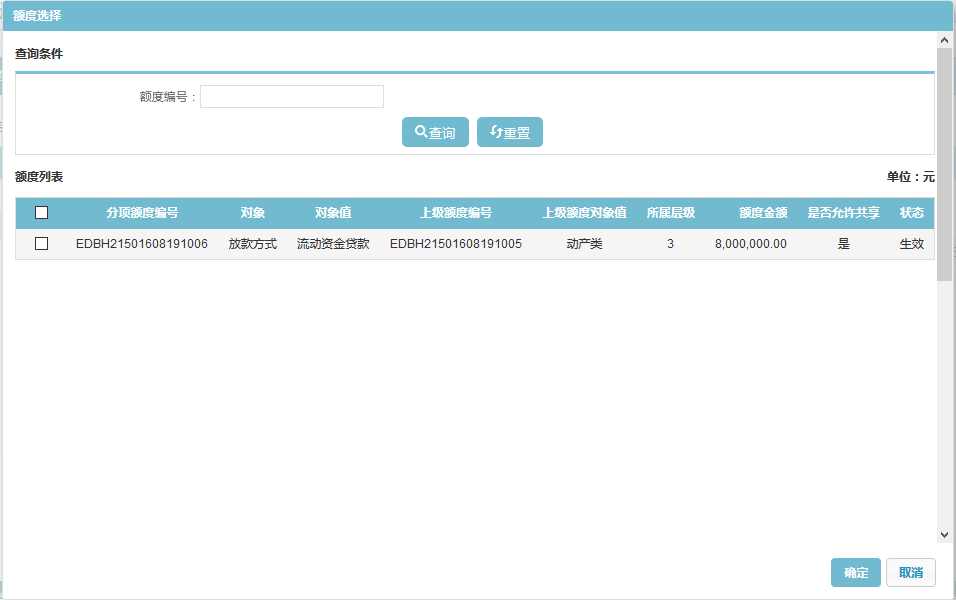 额度选择
查询条件
额度编号：
查询 重置
额度列表 单位：元
分项额度编号 对象 对象值 上级额度编号 上级额度对象值 所属层级 额度金额 是否允许共享 状态
EDBH21501608191006 放款方式 流动资金贷款 EDBH21501608191005 动产类 3 8,000,000.00 是 生效
确定 取消